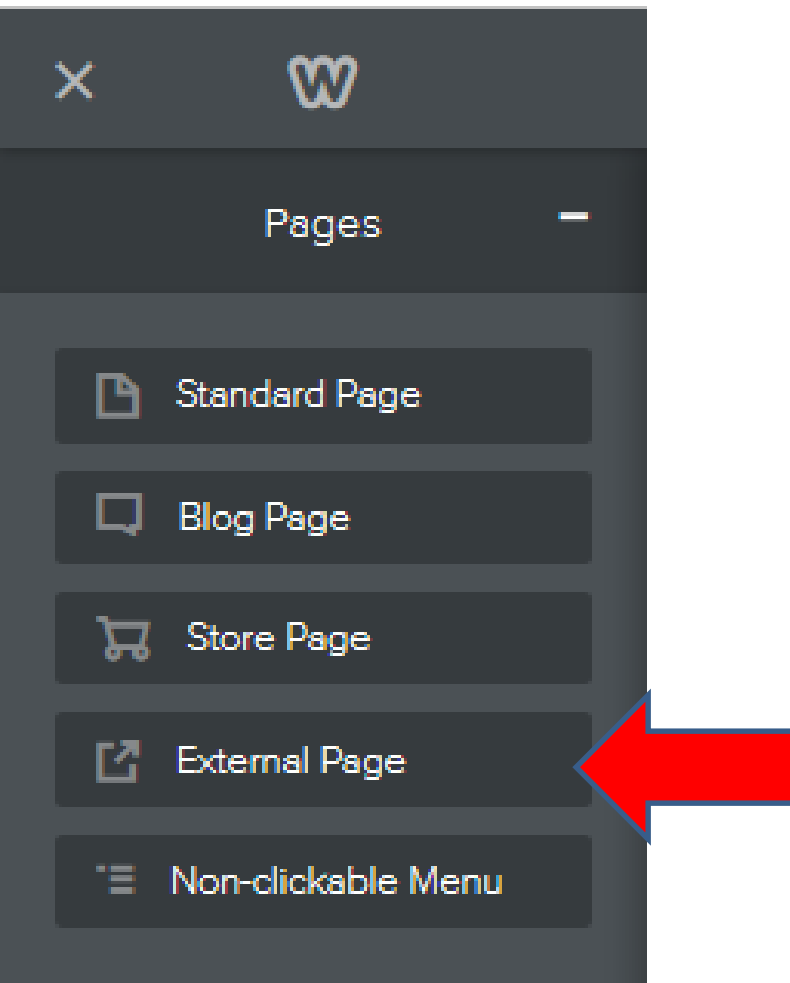 W
Pages
Standard Page
Blog Page
Store Page
External Page
Non-clickable Menu